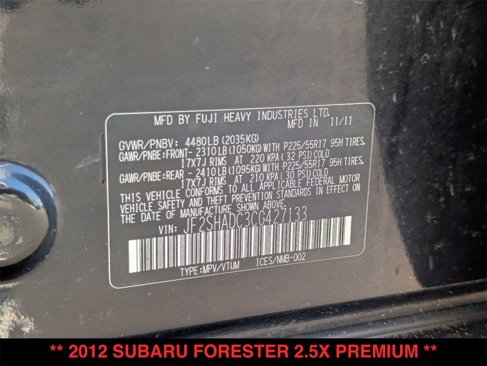 MFD BY FUJI HEAVY INDUSTRIES LTD.
MFD IN 11/11
GVWR/PNBV: 4480LB (2035KG)
GAWR/PNBE:FRONT- 2310LB (1050KG) WITH P225/55R17 95H TIRES,
17X7J RIMS AT 220 KPA ( 32 PSI) COLD
GAWR/PNBE:REAR - 2410LB (1095KG) WITH P225/55R17 95H TIRES,
17X7J RIMS AT 210 KPA ( 30 PSI) COLD
THIS VEHICLE CONFORMS TO ALL APPLICABLE FEDERAL MOTOR
VEHICLE SAFETY AND THEFT PREVENTION STANDARDS IN EFFECT
ON THE DATE OF MANUFACTURE SHOWN ABOVE.
VIN: JF2SHADC3CG427133
TYPE:MPV/VTUM ICES/NMB-002
** 2012 SUBARU FORESTER 2.5X PREMIUM **